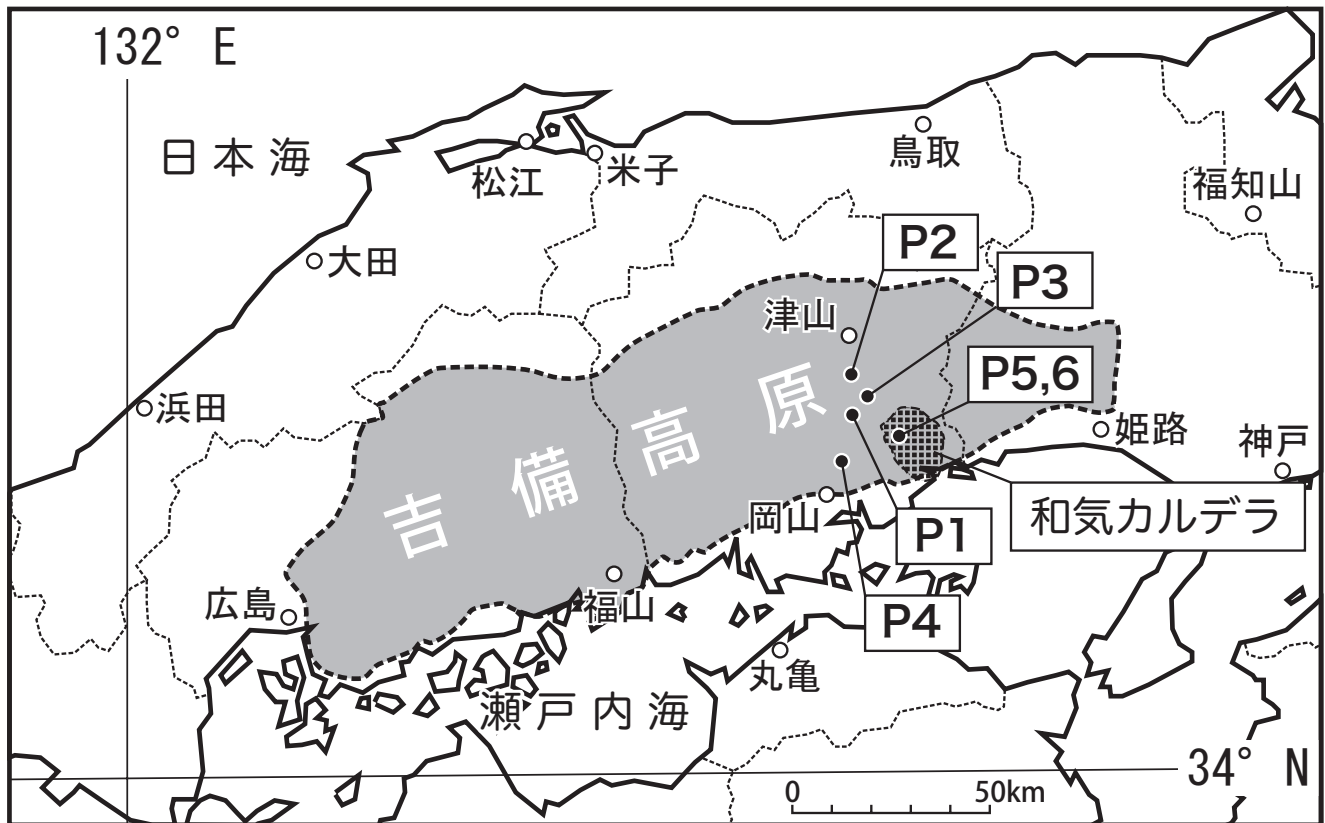 132° E
日本海
松江
米子
鳥取
福知山
大田
P2
P3
津山
P5,6
浜田
吉備高原
姫路
神戸
和気カルデラ
岡山
P1
広島
福山
P4
丸亀
瀬戸内海
34° N
0 50km